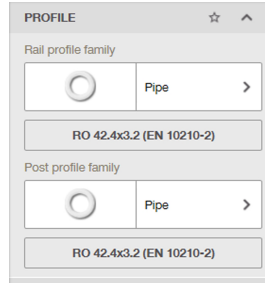 PROFILE
Rail profile family
Pipe
RO 42.4x3.2 (EN 10210-2)
Post profile family
Pipe
RO 42.4x3.2 (EN 10210-2)